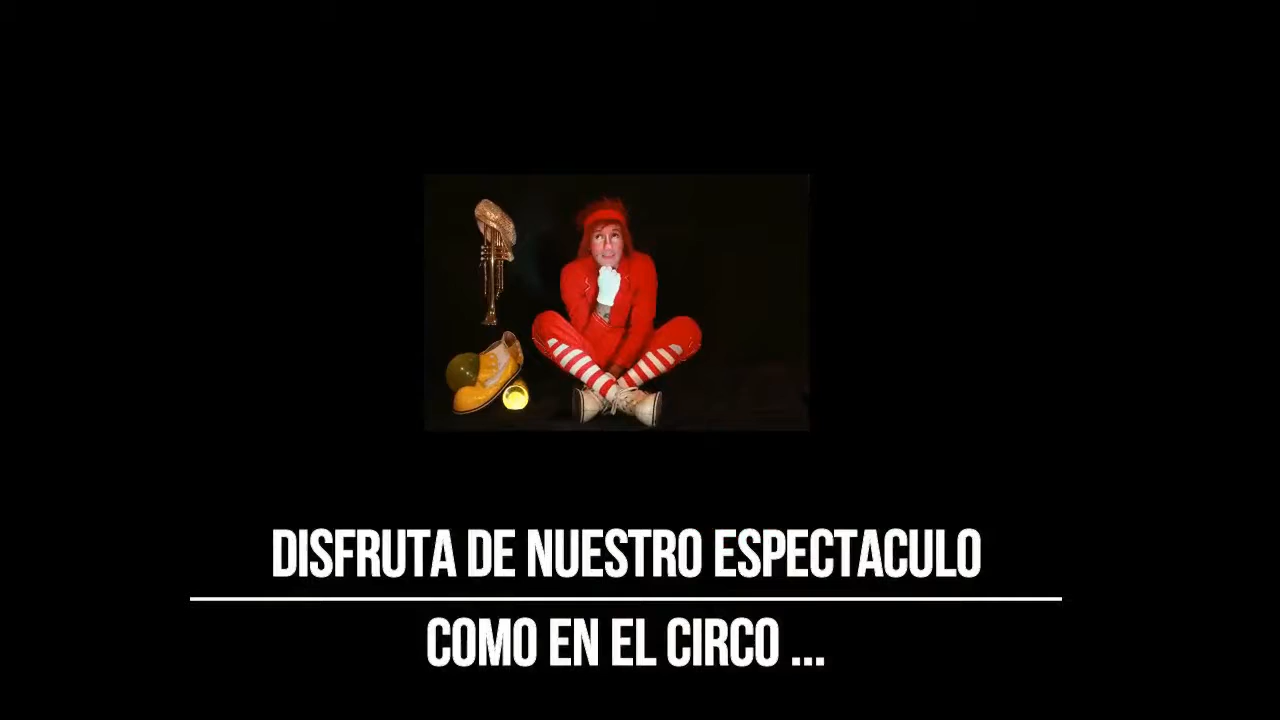 DISFRUTA DE NUESTRO ESPECTACULO
COMO EN EL CIRCO ...